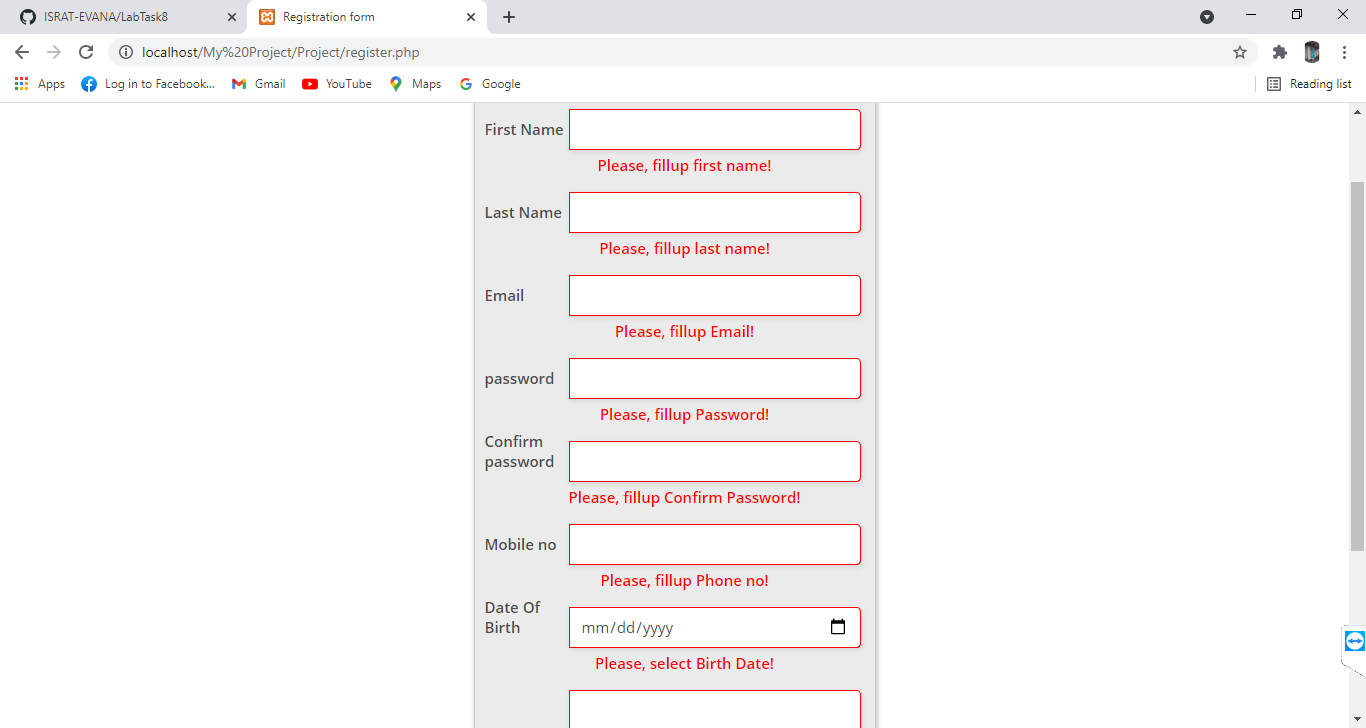 ISRAT-EVANA/LabTask8
Registration form
localhost/My%20Project/Project/register.php
Apps
Log in to Facebook...
Gmail
YouTube
Maps
Google
Reading list
First Name
Please, fillup first name!
Last Name
Please, fillup last name!
Email
Please, fillup Email!
password
Please, fillup Password!
Confirm
password
Please, fillup Confirm Password!
Mobile no
Please, fillup Phone no!
Date Of
Birth
mm/dd/yyyy
Please, select Birth Date!